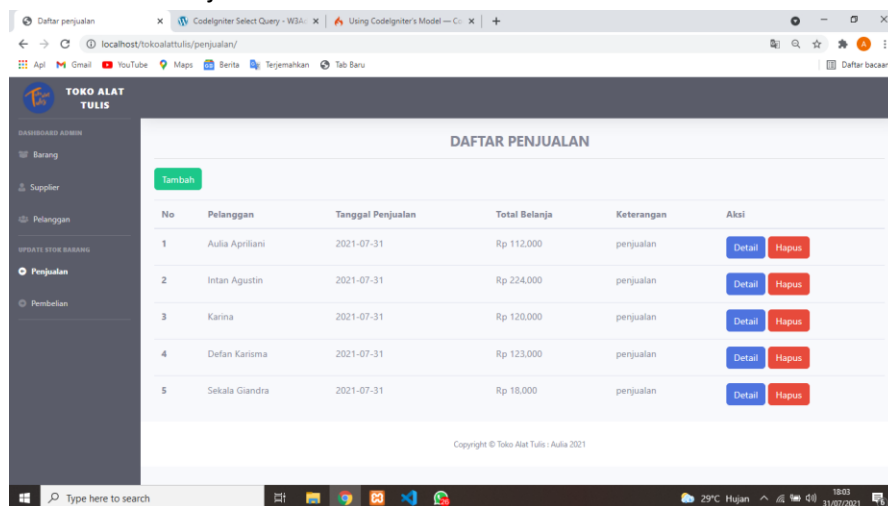 Daftar penjualan
CodeIgniter Select Query - W3Ad
Using CodeIgniter's Model — Co
localhost/tokoalattulis/penjualan/
Apl Gmail YouTube Maps Berita Terjemahkan Tab Baru Daftar bacaan
TOKO ALAT
TULIS
DASHBOARD ADMIN
Barang
Supplier
Pelanggan
UPDATE STOK BARANG
Penjualan
Pembelian
DAFTAR PENJUALAN
Tambah
No Pelanggan Tanggal Penjualan Total Belanja Keterangan Aksi
1 Aulia Apriliani 2021-07-31 Rp 112,000 penjualan Detail Hapus
2 Intan Agustin 2021-07-31 Rp 224,000 penjualan Detail Hapus
3 Karina 2021-07-31 Rp 120,000 penjualan Detail Hapus
4 Defan Karisma 2021-07-31 Rp 123,000 penjualan Detail Hapus
5 Sekala Giandra 2021-07-31 Rp 18,000 penjualan Detail Hapus
Copyright © Toko Alat Tulis : Aulia 2021
Type here to search
29°C Hujan
18:03
31/07/2021